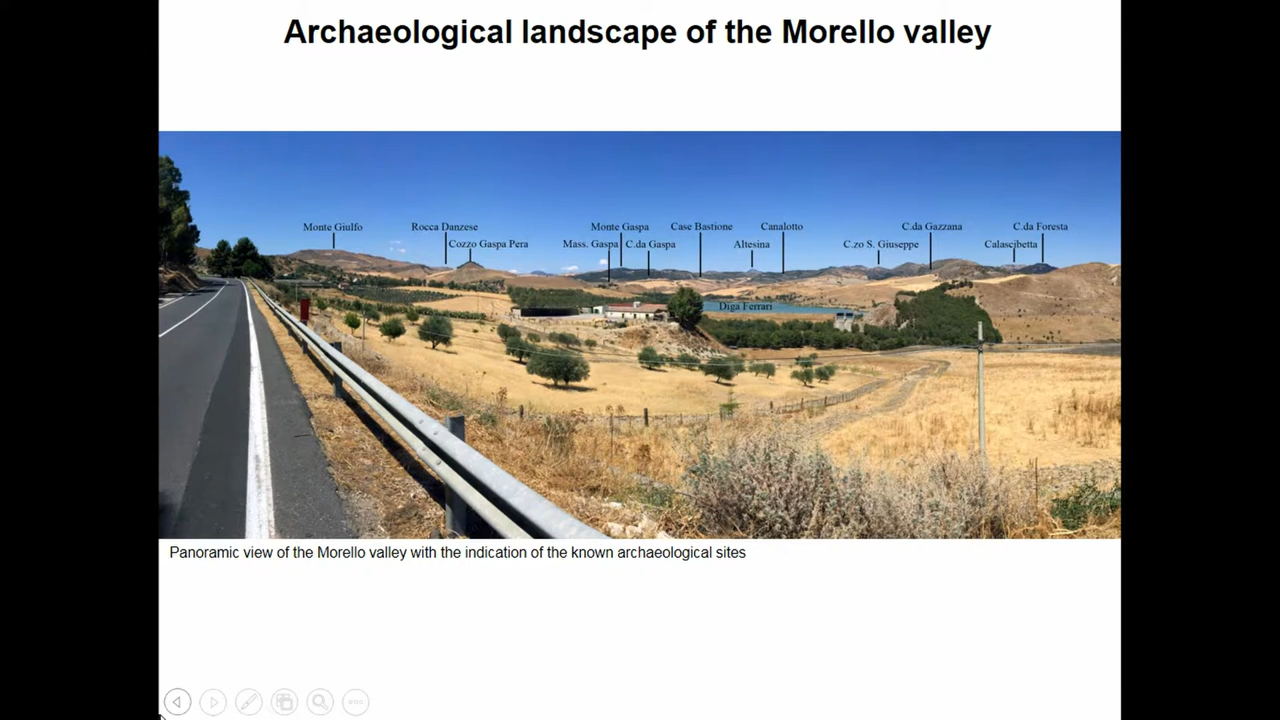 Archaeological landscape of the Morello valley
Monte Giulfo
Rocca Danzese
Monte Gaspa
Case Bastione
Canalotto
C.da Gazzana
C.da Foresta
Cozzo Gaspa Pera
Mass. Gaspa
C.da Gaspa
Altesina
C.zo S. Giuseppe
Calascibetta
Diga Ferrari
Panoramic view of the Morello valley with the indication of the known archaeological sites